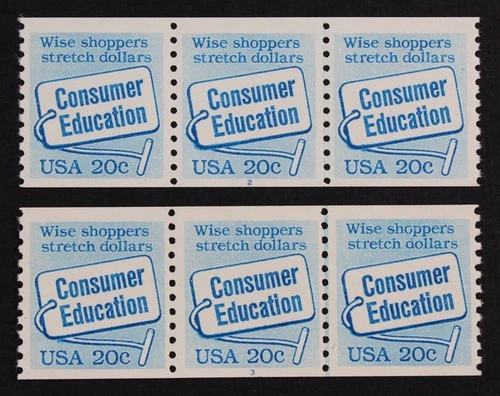 Wise shoppers
stretch dollars
Consumer
Education
USA 20c
Wise shoppers
stretch dollars
Consumer
Education
USA 20c
2
Wise shoppers
stretch dollars
Consumer
Education
USA 20c
Wise shoppers
stretch dollars
Consumer
Education
USA 20c
Wise shoppers
stretch dollars
Consumer
Education
USA 20c
3
Wise shoppers
stretch dollars
Consumer
Education
USA 20c